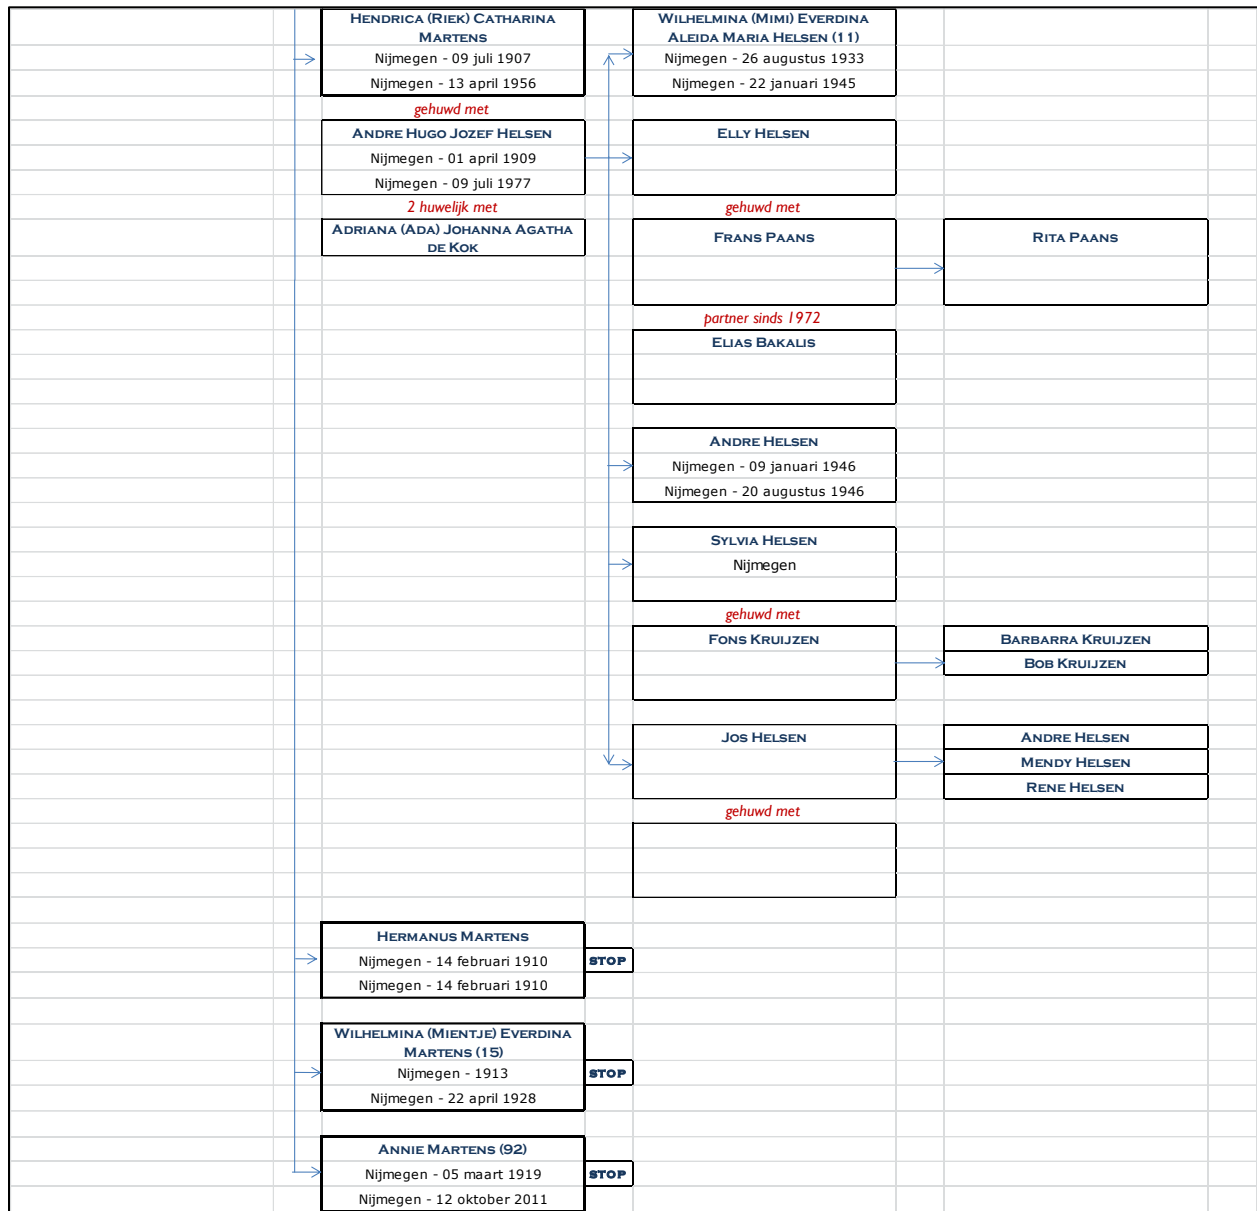 HENDRICA (RIEK) CATHARINA
MARTENS
Nijmegen - 09 juli 1907
Nijmegen - 13 april 1956
gehuwd met
ANDRE HUGO JOZEF HELSEN
Nijmegen - 01 april 1909
Nijmegen - 09 juli 1977
2 huwelijk met
ADRIANA (ADA) JOHANNA AGATHA
DE KOK
WILHELMINA (MIMI) EVERDINA
ALEIDA MARIA HELSEN (11)
Nijmegen - 26 augustus 1933
Nijmegen - 22 januari 1945
ELLY HELSEN
gehuwd met
FRANS PAANS
RITA PAANS
partner sinds 1972
ELIAS BAKALIS
ANDRE HELSEN
Nijmegen - 09 januari 1946
Nijmegen - 20 augustus 1946
SYLVIA HELSEN
Nijmegen
gehuwd met
FONS KRUIJZEN
BARBARRA KRUIJZEN
BOB KRUIJZEN
JOS HELSEN
ANDRE HELSEN
MENDY HELSEN
RENE HELSEN
gehuwd met
HERMANUS MARTENS
Nijmegen - 14 februari 1910
STOP
Nijmegen - 14 februari 1910
WILHELMINA (MIENTJE) EVERDINA
MARTENS (15)
Nijmegen - 1913
STOP
Nijmegen - 22 april 1928
ANNIE MARTENS (92)
Nijmegen - 05 maart 1919
STOP
Nijmegen - 12 oktober 2011